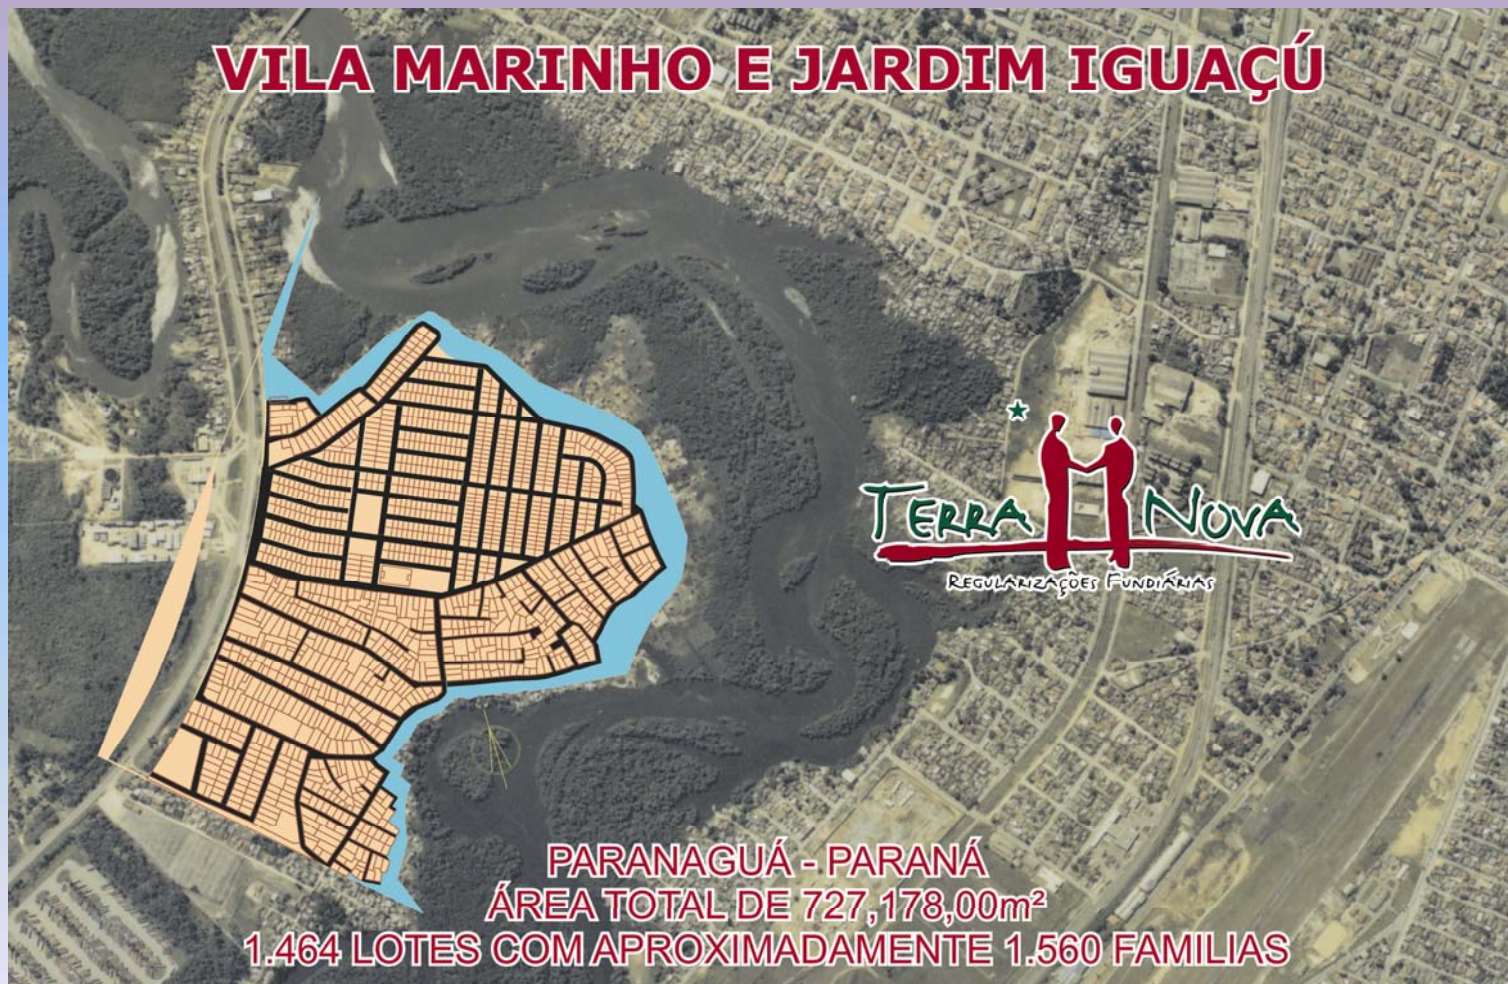 VILA MARINHO E JARDIM IGUAÇÚ
TERRA NOVA
REGULARIZAÇÕES FUNDIÁRIAS
PARANAGUÁ - PARANÁ
ÁREA TOTAL DE 727,178,00m²
1.464 LOTES COM APROXIMADAMENTE 1.560 FAMILIAS